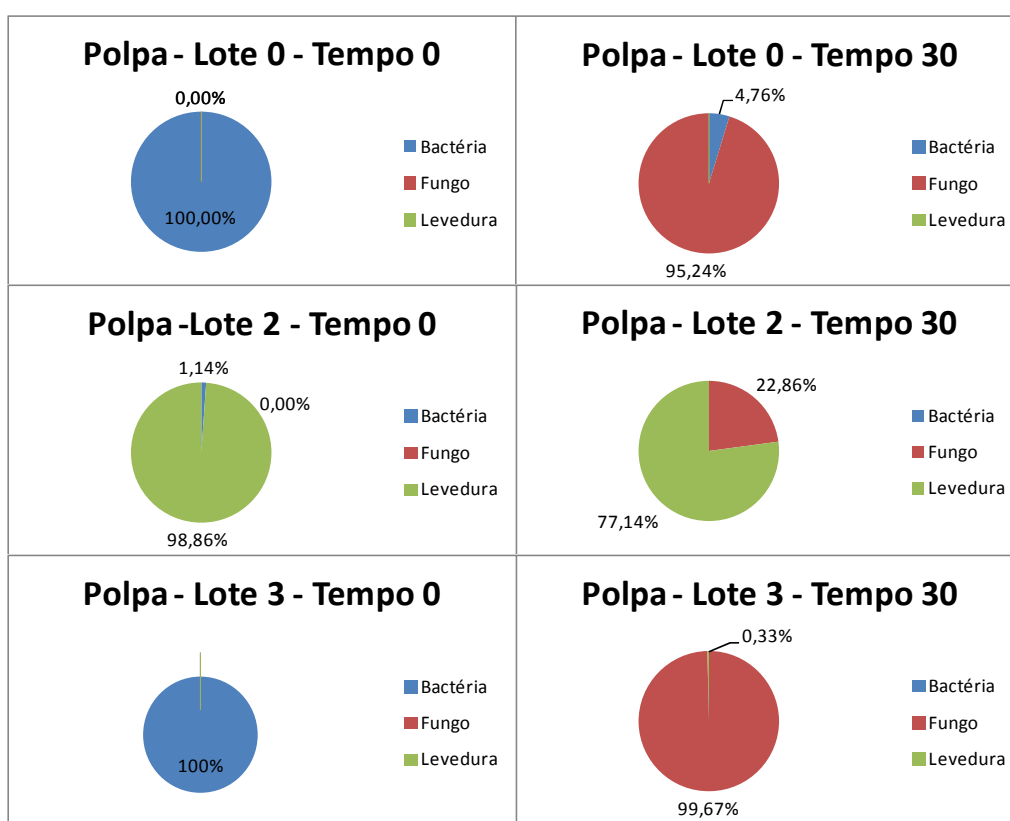 Polpa - Lote 0 - Tempo 0
0,00%
100,00%
Bactéria
Fungo
Levedura
Polpa - Lote 0 - Tempo 30
4,76%
95,24%
Bactéria
Fungo
Levedura
Polpa -Lote 2 - Tempo 0
1,14%
0,00%
98,86%
Bactéria
Fungo
Levedura
Polpa - Lote 2 - Tempo 30
22,86%
77,14%
Bactéria
Fungo
Levedura
Polpa - Lote 3 - Tempo 0
100%
Bactéria
Fungo
Levedura
Polpa - Lote 3 - Tempo 30
0,33%
99,67%
Bactéria
Fungo
Levedura